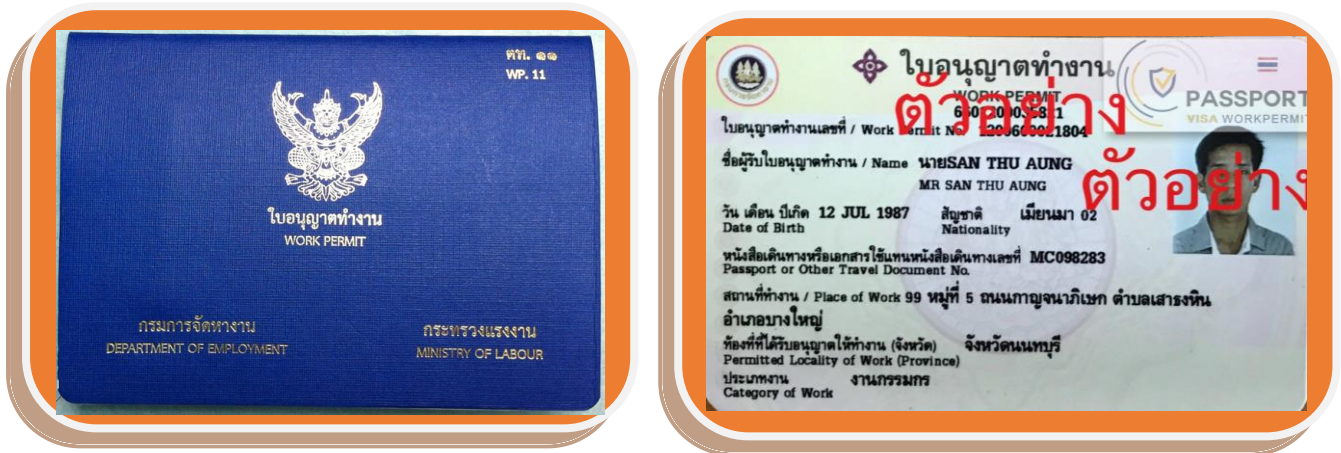 ตท. ๑๑
WP. 11
ใบอนุญาตทำงาน
WORK PERMIT
กรมการจัดหางาน
DEPARTMENT OF EMPLOYMENT
กระทรวงแรงงาน
MINISTRY OF LABOUR
ใบอนุญาตทำงาน
WORK PERMIT
PASSPORT
VISA WORKPERMIT
ตัวอย่าง
ใบอนุญาตทำงานเลขที่ / Work Permit No.
ชื่อผู้รับใบอนุญาตทำงาน / Name นายSAN THU AUNG
MR SAN THU AUNG
ตัวอย่าง
วัน เดือน ปีเกิด 12 JUL 1987 สัญชาติ เมียนมา 02
Date of Birth Nationality
หนังสือเดินทางหรือเอกสารใช้แทนหนังสือเดินทางเลขที่ MC098283
Passport or Other Travel Document No.
สถานที่ทำงาน / Place of Work 99 หมู่ที่ 5 ถนนกาญจนาภิเษก ตำบลเสาธงหิน
อำเภอบางใหญ่
ท้องที่ที่ได้รับอนุญาตให้ทำงาน (จังหวัด) จังหวัดนนทบุรี
Permitted Locality of Work (Province)
ประเภทงาน งานกรรมกร
Category of Work